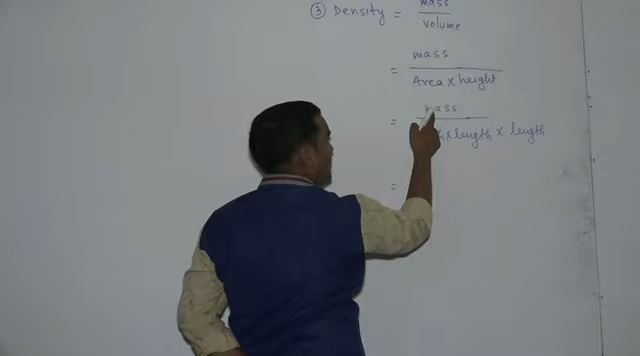 ③ Density = mass
volume
= mass
Area x height
= mass
x length x length
=